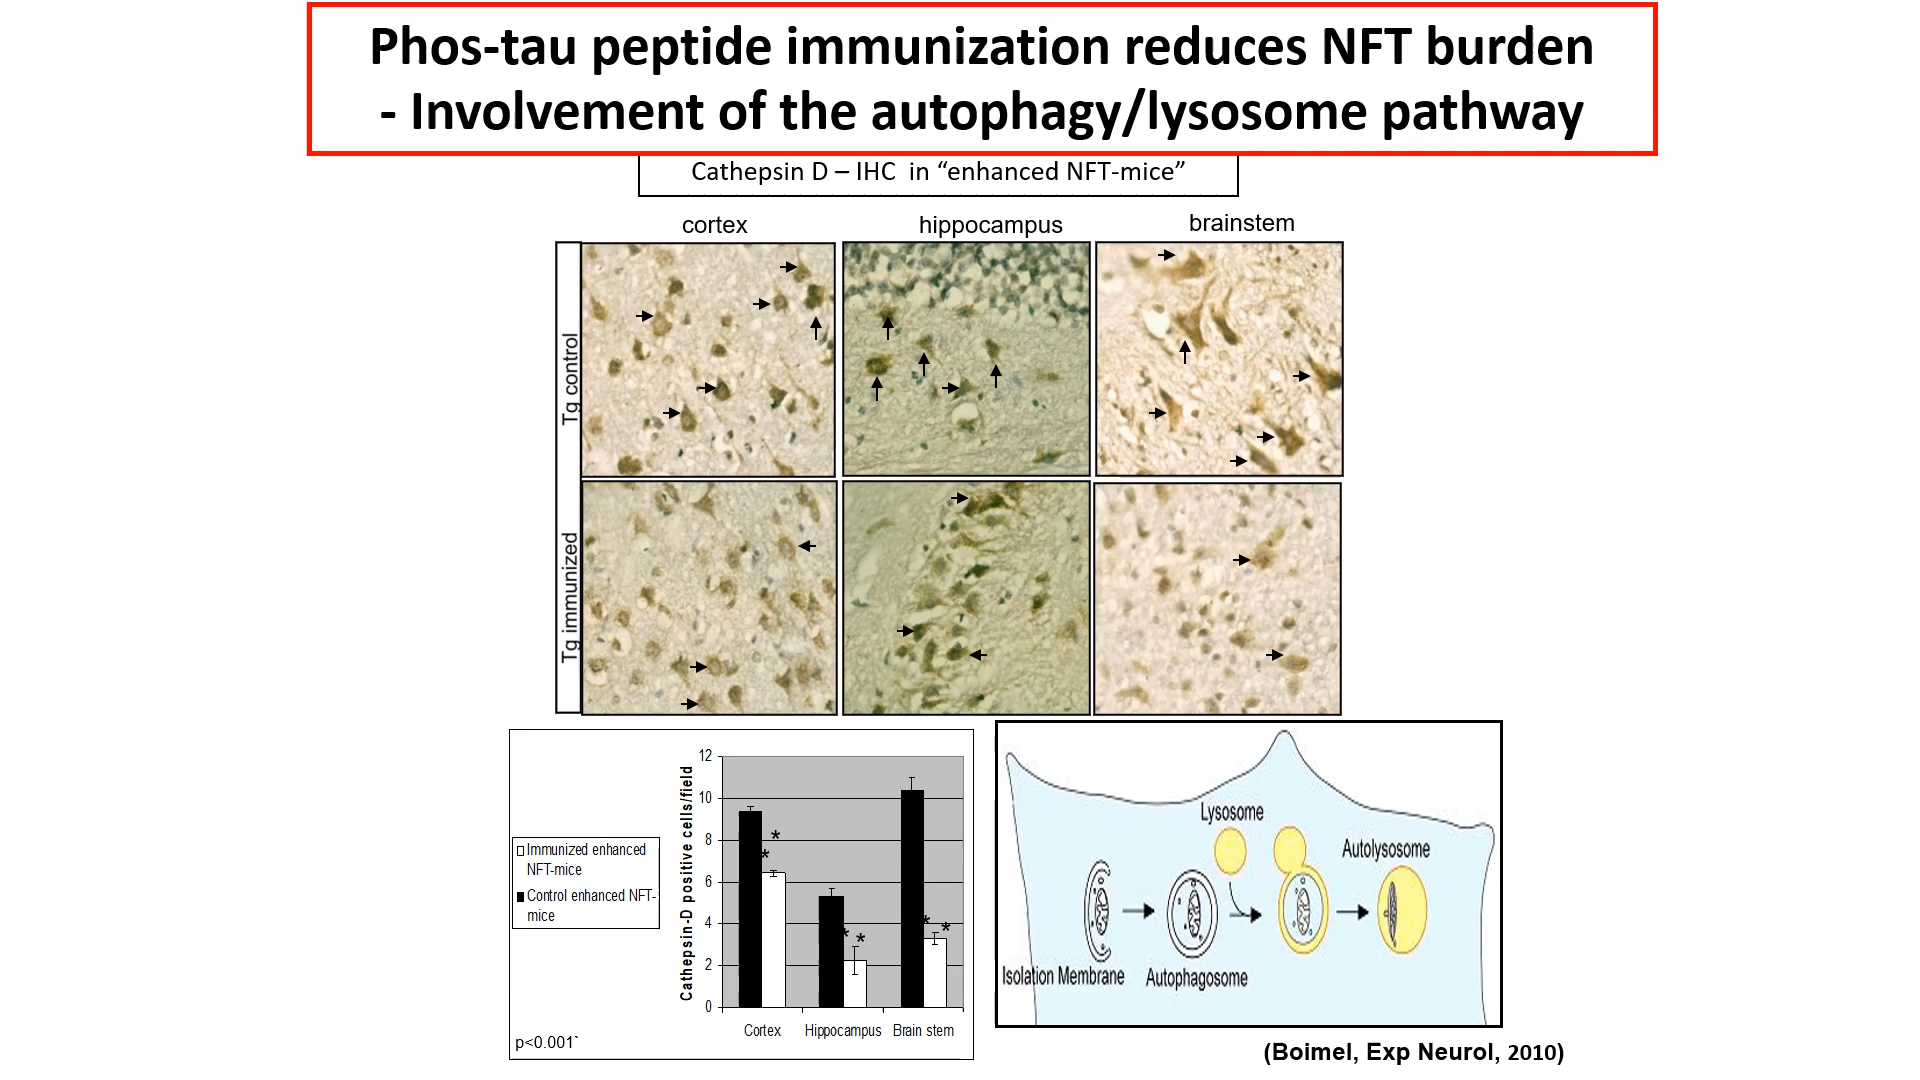 Phos-tau peptide immunization reduces NFT burden
- Involvement of the autophagy/lysosome pathway
Cathepsin D – IHC in “enhanced NFT-mice”
cortex
hippocampus
brainstem
Tg control
Tg immunized
12
10
8
6
4
2
0
Cathepsin-D positive cells/field
* *
* *
* *
Cortex
Hippocampus
Brain stem
Immunized enhanced
NFT-mice
Control enhanced NFT-
mice
p<0.001`
Lysosome
Autolysosome
Isolation Membrane
Autophagosome
(Boimel, Exp Neurol, 2010)